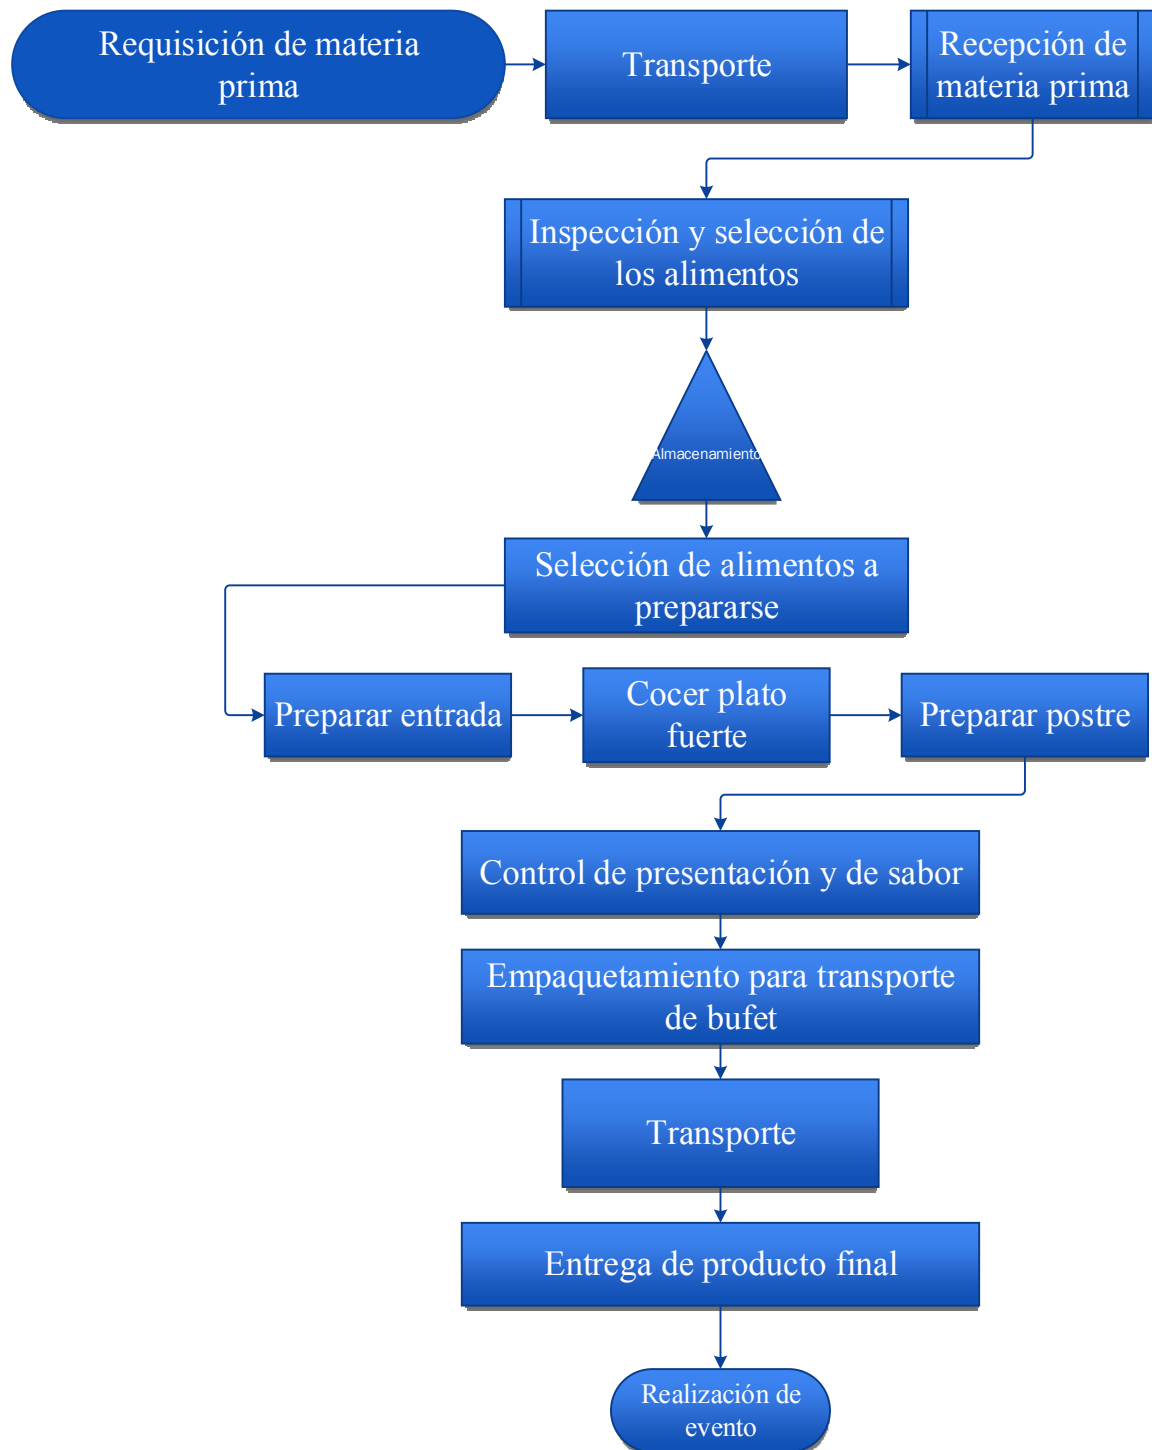 Requisición de materia
prima
Transporte
Recepción de
materia prima
Inspección y selección de
los alimentos
Almacenamiento
Selección de alimentos a
prepararse
Preparar entrada
Cocer plato
fuerte
Preparar postre
Control de presentación y de sabor
Empaquetamiento para transporte
de bufet
Transporte
Entrega de producto final
Realización de
evento